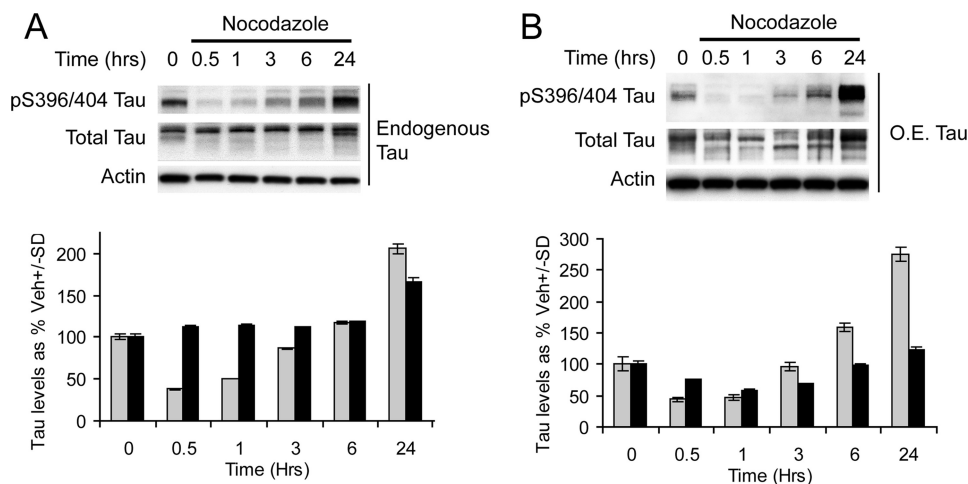 A
Nocodazole
Time (hrs) 0 0.5 1 3 6 24
pS396/404 Tau
Total Tau
Actin
Endogenous
Tau
Tau levels as % Veh+/-SD
200
150
100
50
0
0 0.5 1 3 6 24
Time (Hrs)
B
Nocodazole
Time (hrs) 0 0.5 1 3 6 24
pS396/404 Tau
Total Tau
Actin
O.E. Tau
Tau levels as % Veh+/-SD
300
250
200
150
100
50
0
0 0.5 1 3 6 24
Time (Hrs)